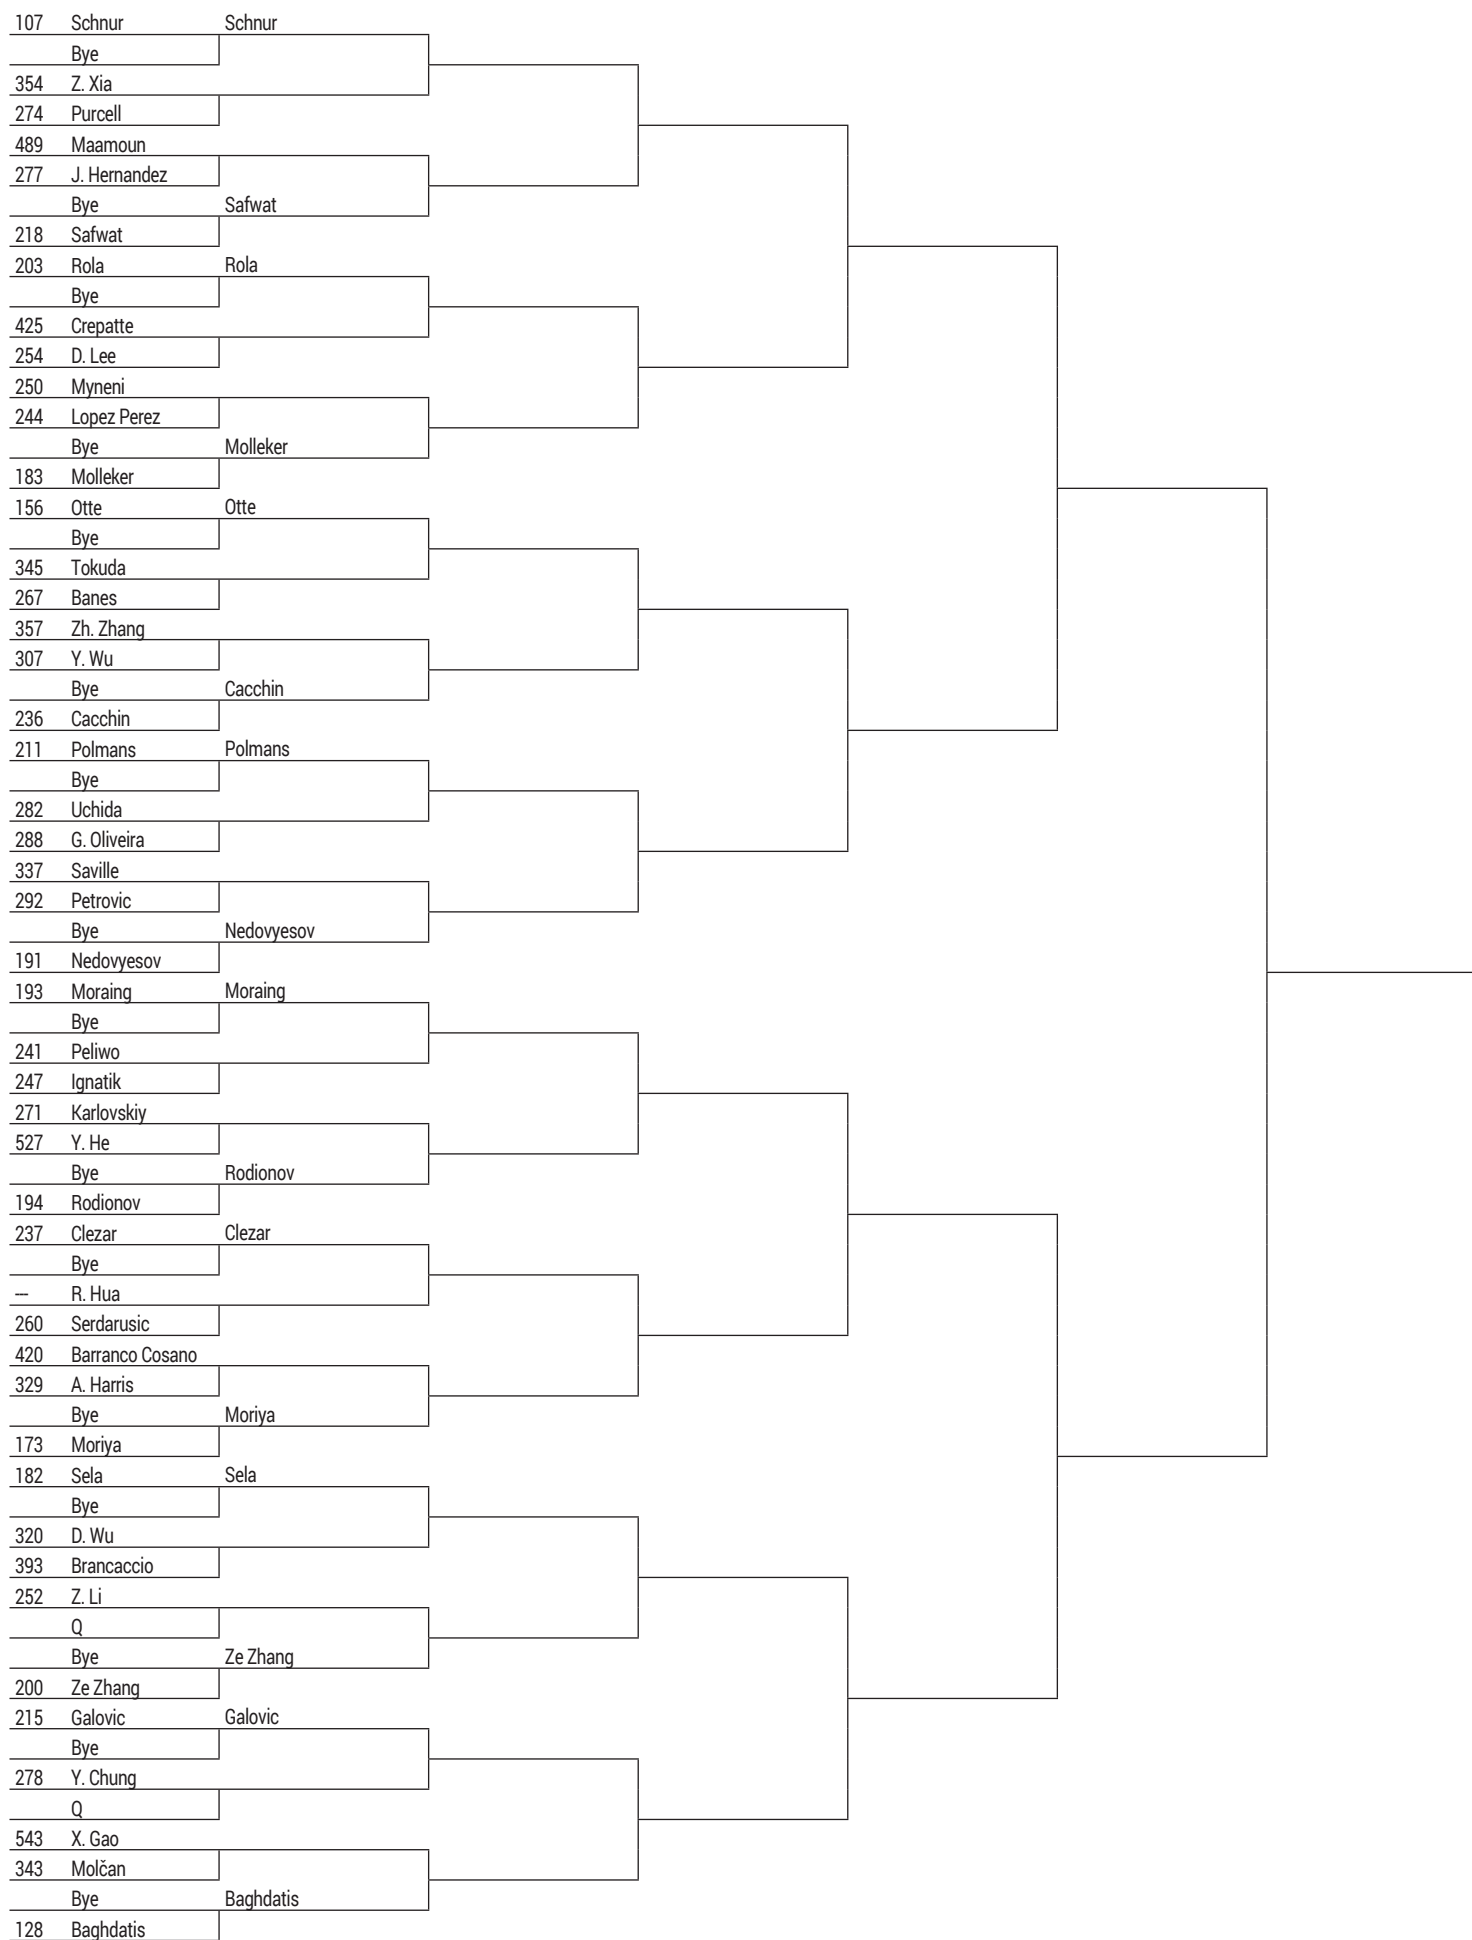 107 Schnur Schnur
Bye
354 Z. Xia
274 Purcell
489 Maamoun
277 J. Hernandez
Bye Safwat
218 Safwat
203 Rola Rola
Bye
425 Crepatte
254 D. Lee
250 Myneni
244 Lopez Perez
Bye Molleker
183 Molleker
156 Otte Otte
Bye
345 Tokuda
267 Banes
357 Zh. Zhang
307 Y. Wu
Bye Cacchin
236 Cacchin
211 Polmans Polmans
Bye
282 Uchida
288 G. Oliveira
337 Saville
292 Petrovic
Bye Nedovyesov
191 Nedovyesov
193 Moraing Moraing
Bye
241 Peliwo
247 Ignatik
271 Karlovskiy
527 Y. He
Bye Rodionov
194 Rodionov
237 Clezar Clezar
Bye
--- R. Hua
260 Serdarusic
420 Barranco Cosano
329 A. Harris
Bye Moriya
173 Moriya
182 Sela Sela
Bye
320 D. Wu
393 Brancaccio
252 Z. Li
Q
Bye Ze Zhang
200 Ze Zhang
215 Galovic Galovic
Bye
278 Y. Chung
Q
543 X. Gao
343 Molčan
Bye Baghdatis
128 Baghdatis